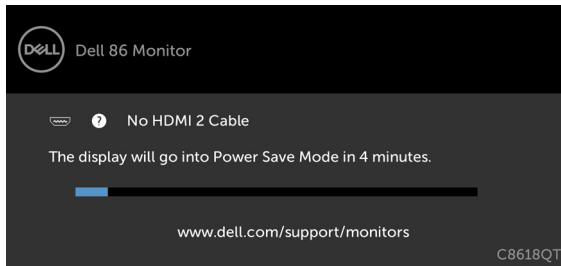 DELL Dell 86 Monitor
? No HDMI 2 Cable
The display will go into Power Save Mode in 4 minutes.
www.dell.com/support/monitors
C8618QT